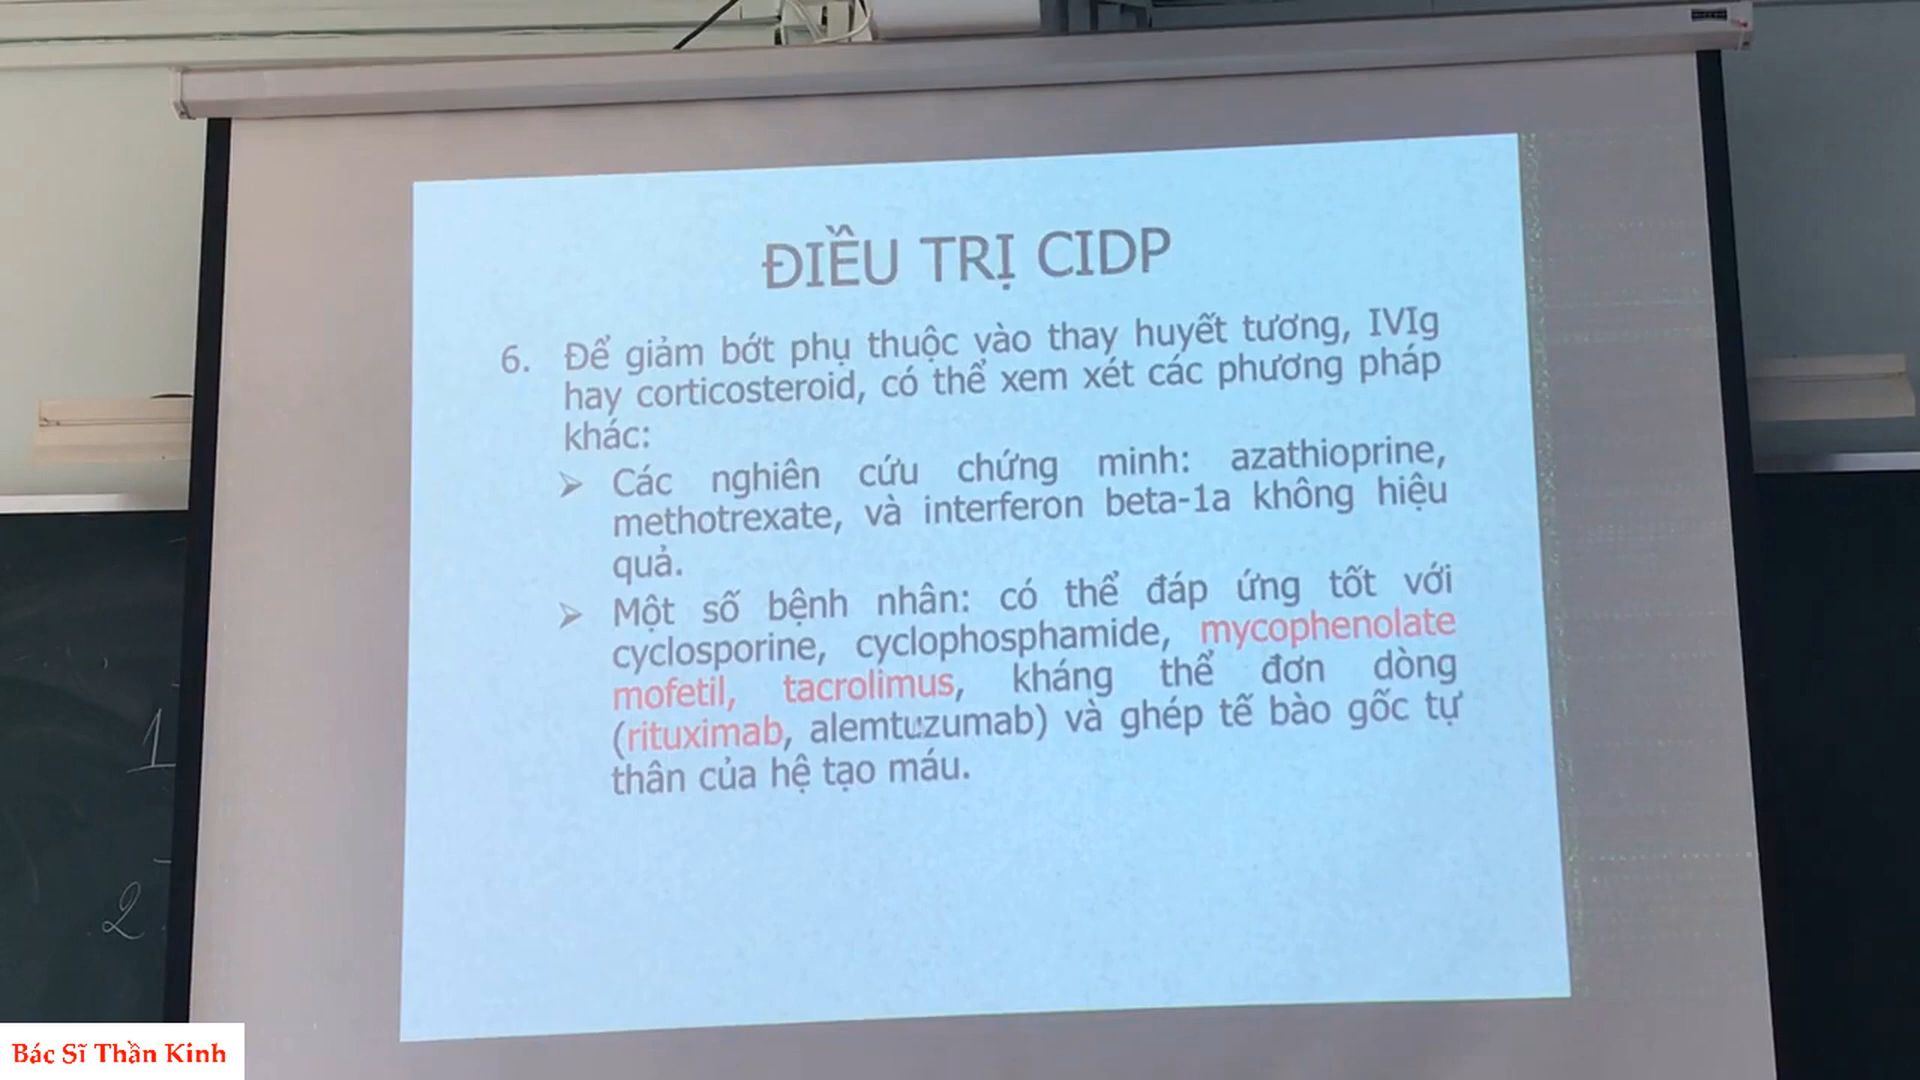 ĐIỀU TRỊ CIDP
6. Để giảm bớt phụ thuộc vào thay huyết tương, IVIg
hay corticosteroid, có thể xem xét các phương pháp
khác:
➢ Các nghiên cứu chứng minh: azathioprine,
methotrexate, và interferon beta-1a không hiệu
quả.
➢ Một số bệnh nhân: có thể đáp ứng tốt với
cyclosporine, cyclophosphamide, mycophenolate
mofetil, tacrolimus, kháng thể đơn dòng
(rituximab, alemtuzumab) và ghép tế bào gốc tự
thân của hệ tạo máu.
1
2
Bác Sĩ Thần Kinh